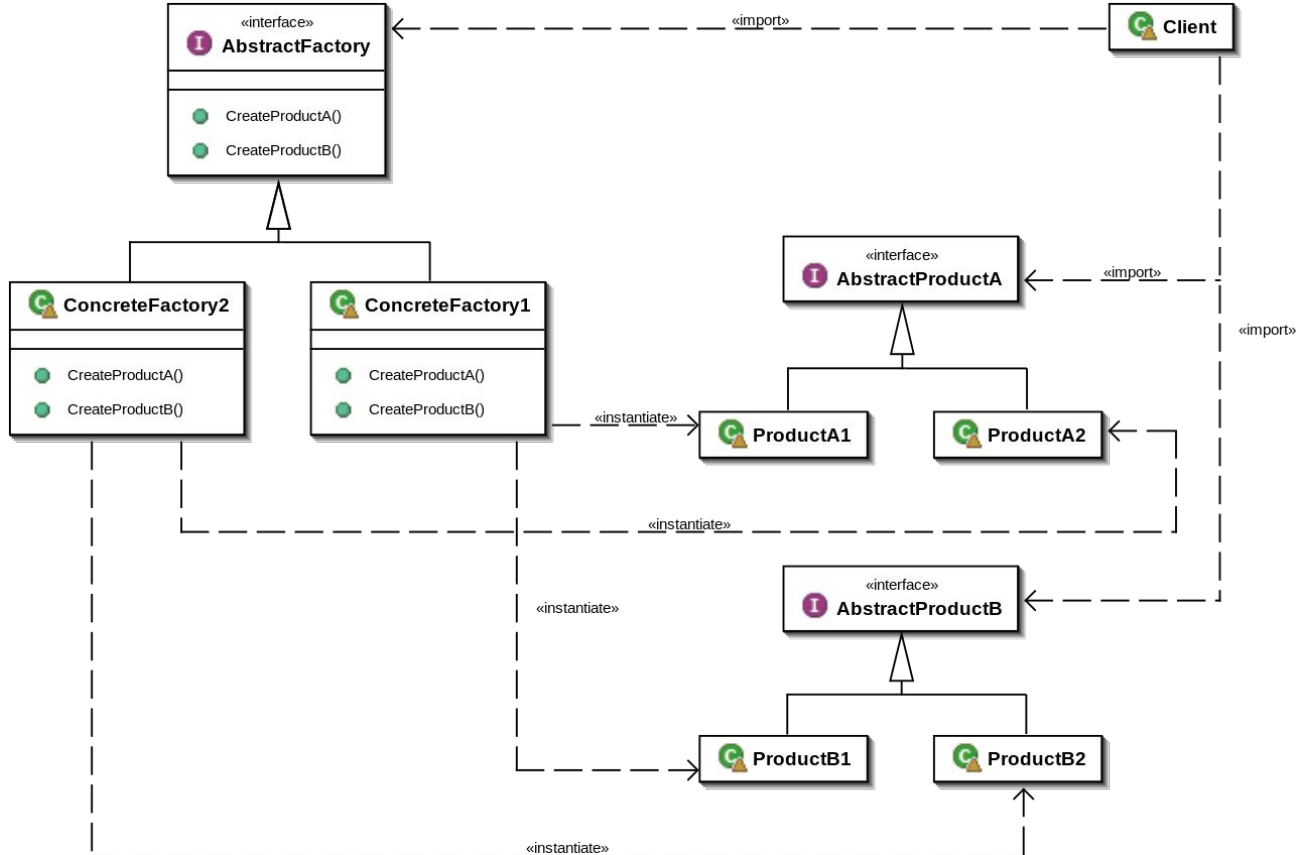 «interface»
AbstractFactory
CreateProductA()
CreateProductB()
«import»
Client
ConcreteFactory2
CreateProductA()
CreateProductB()
ConcreteFactory1
CreateProductA()
CreateProductB()
«interface»
AbstractProductA
«import»
«import»
«instantiate»
ProductA1
ProductA2
«instantiate»
«interface»
AbstractProductB
«instantiate»
ProductB1
ProductB2
«instantiate»